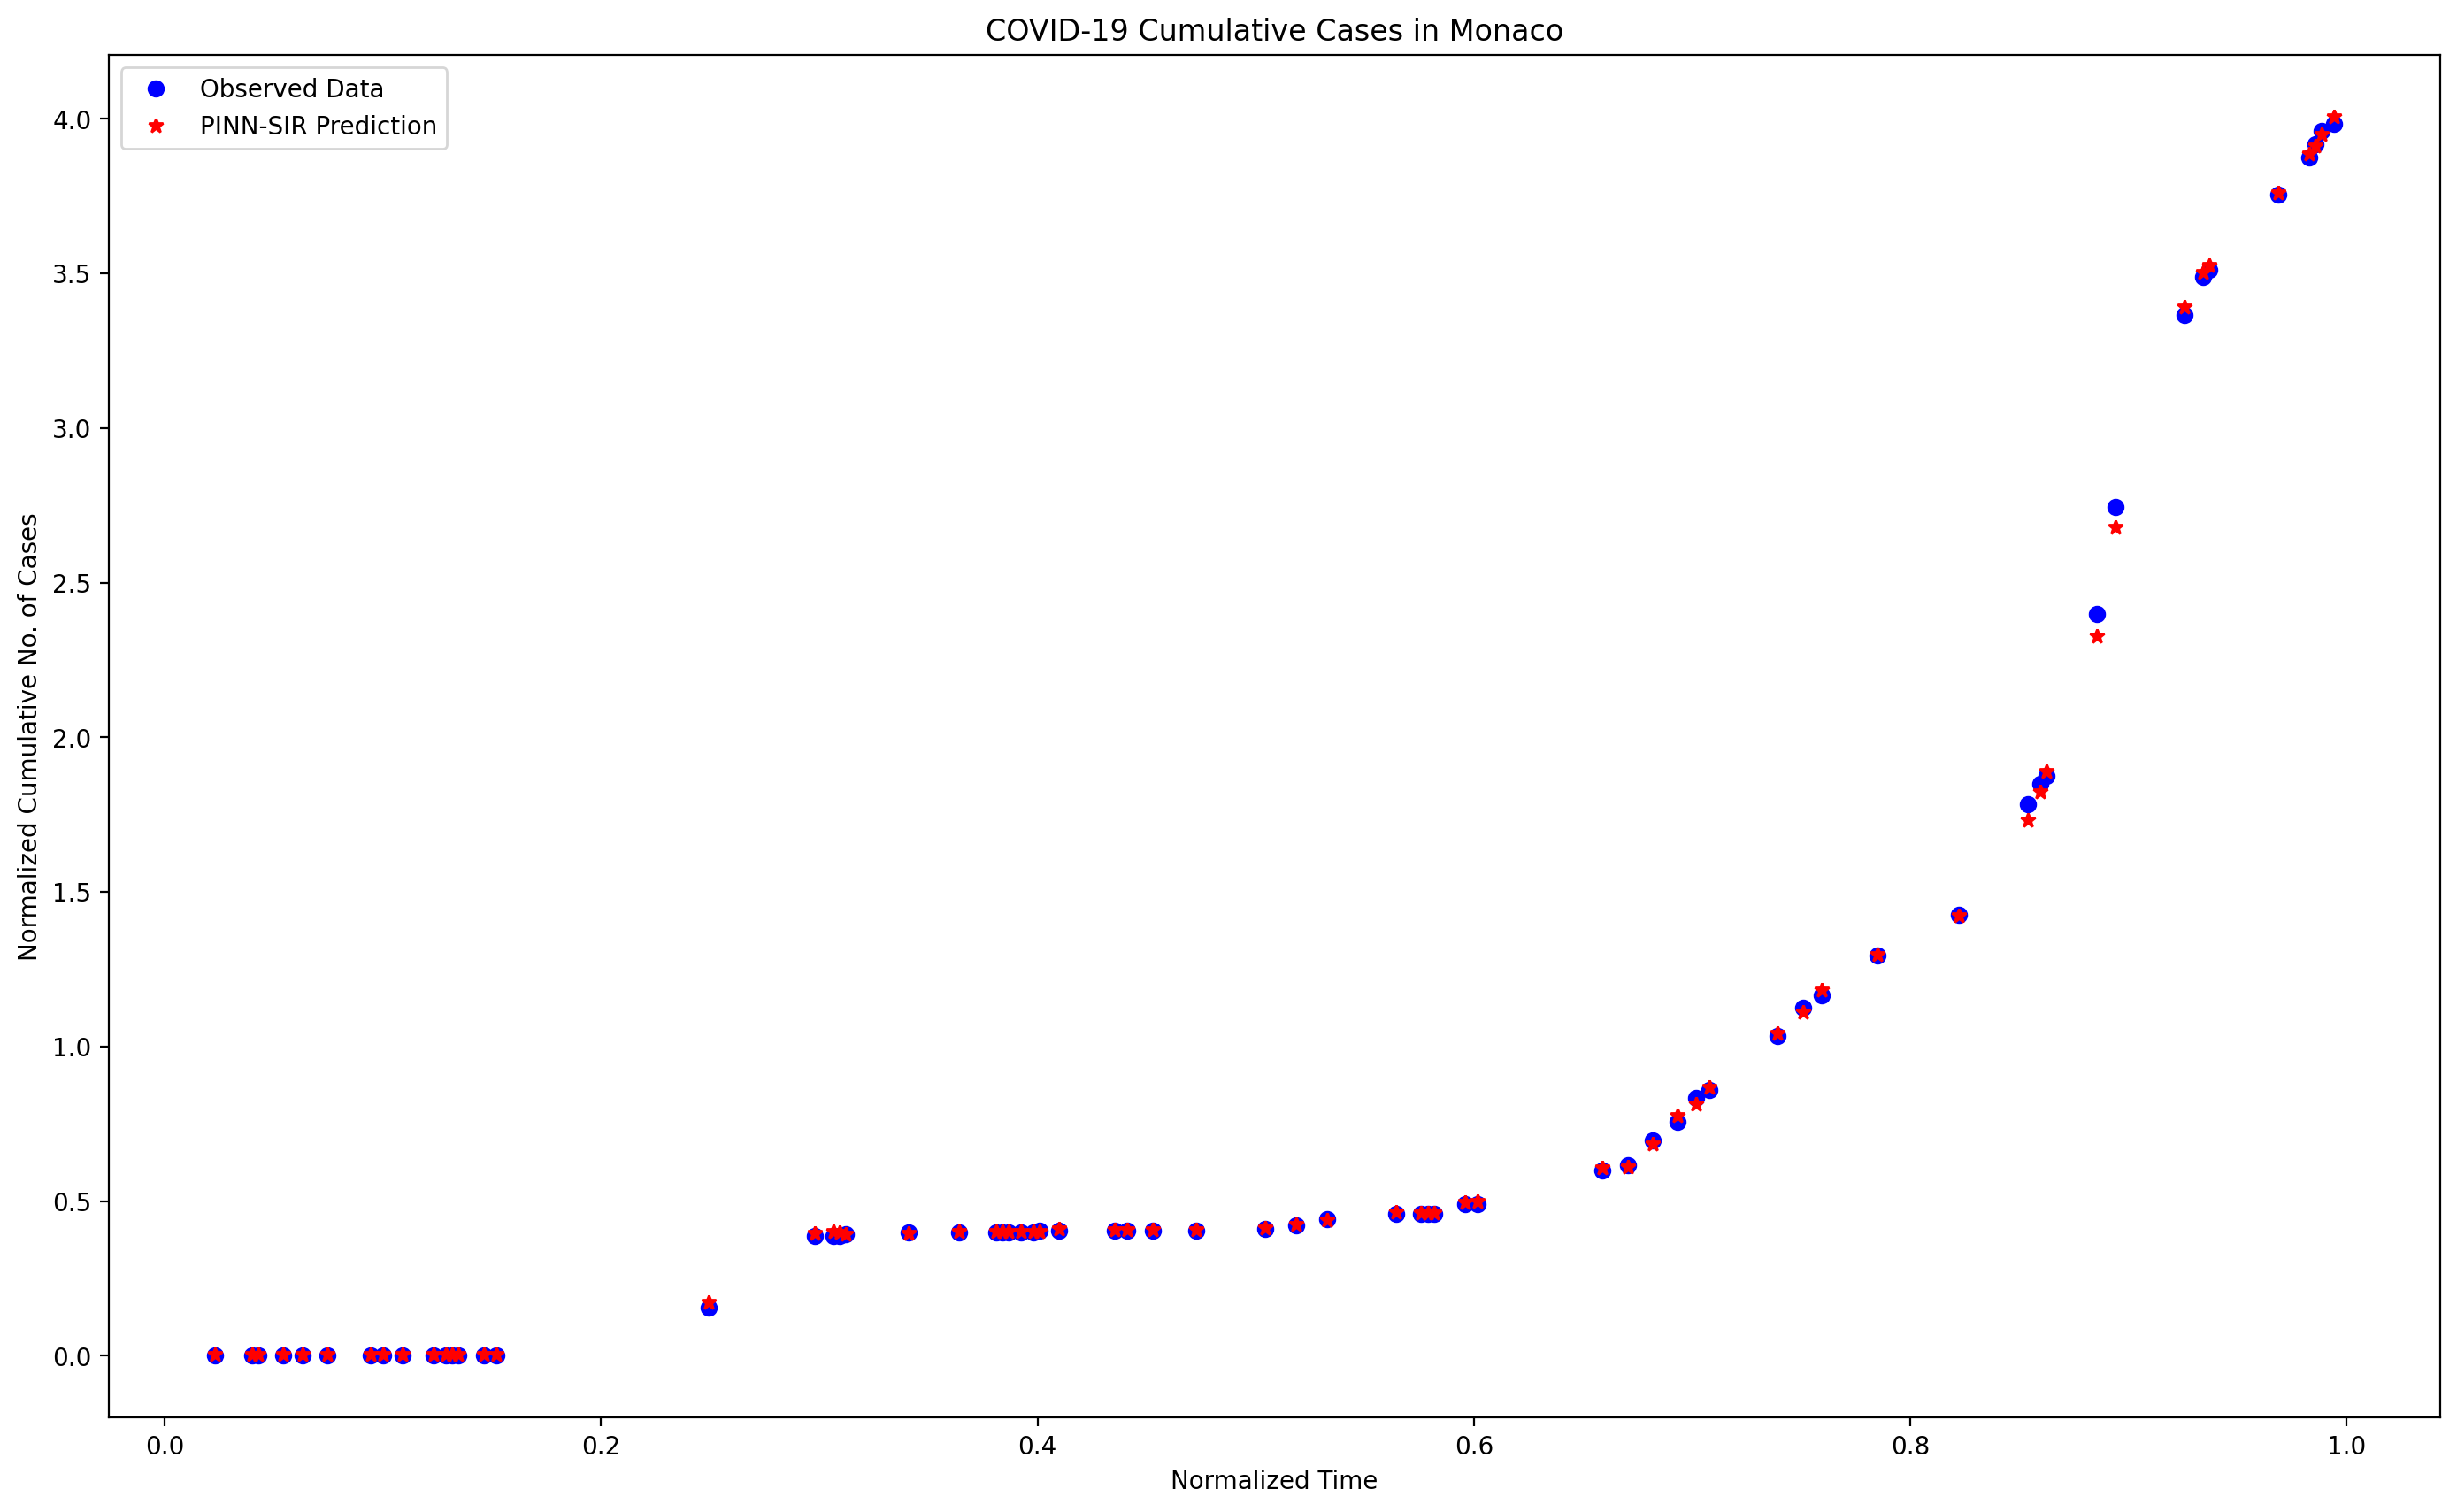 COVID-19 Cumulative Cases in Monaco
Observed Data
PINN-SIR Prediction
Normalized Cumulative No. of Cases
4.0
3.5
3.0
2.5
2.0
1.5
1.0
0.5
0.0
0.0 0.2 0.4 0.6 0.8 1.0
Normalized Time